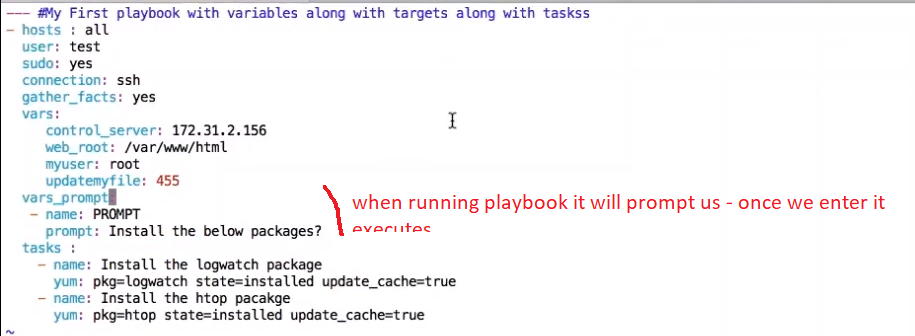 --- #My First playbook with variables along with targets along with taskss
- hosts : all
user: test
sudo: yes
connection: ssh
gather_facts: yes
vars:
control_server: 172.31.2.156
web_root: /var/www/html
myuser: root
updatemyfile: 455
vars_prompt:
- name: PROMPT
prompt: Install the below packages?
when running playbook it will prompt us - once we enter it
executes
tasks :
- name: Install the logwatch package
yum: pkg=logwatch state=installed update_cache=true
- name: Install the htop pacakge
yum: pkg=htop state=installed update_cache=true
~